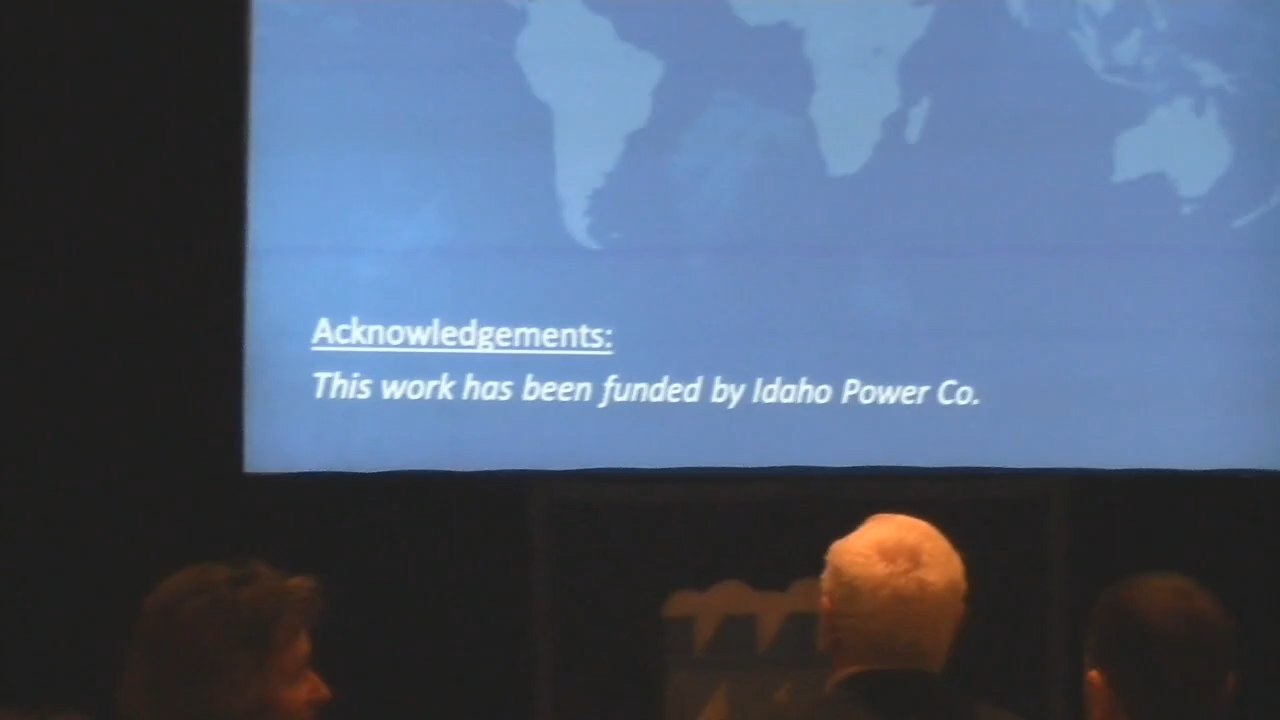 Acknowledgements:
This work has been funded by Idaho Power Co.